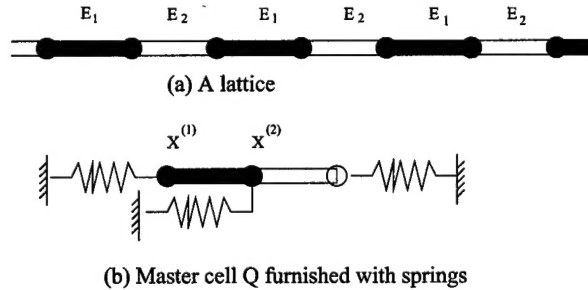 E1 E2 E1 E2 E1 E2
(a) A lattice
X(1) X(2)
(b) Master cell Q furnished with springs